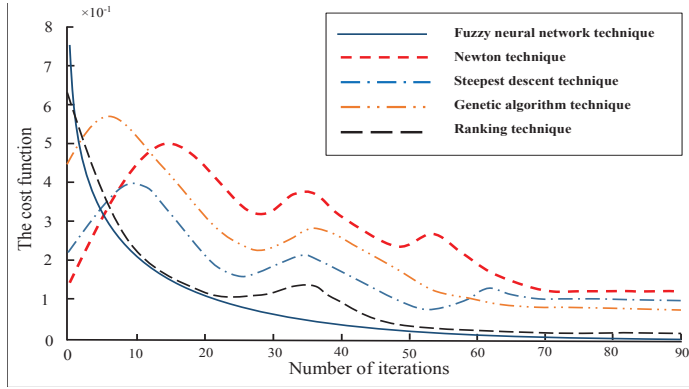 ×10⁻¹
8
7
6
5
4
3
2
1
0
The cost function
Fuzzy neural network technique
Newton technique
Steepest descent technique
Genetic algorithm technique
Ranking technique
0 10 20 30 40 50 60 70 80 90
Number of iterations